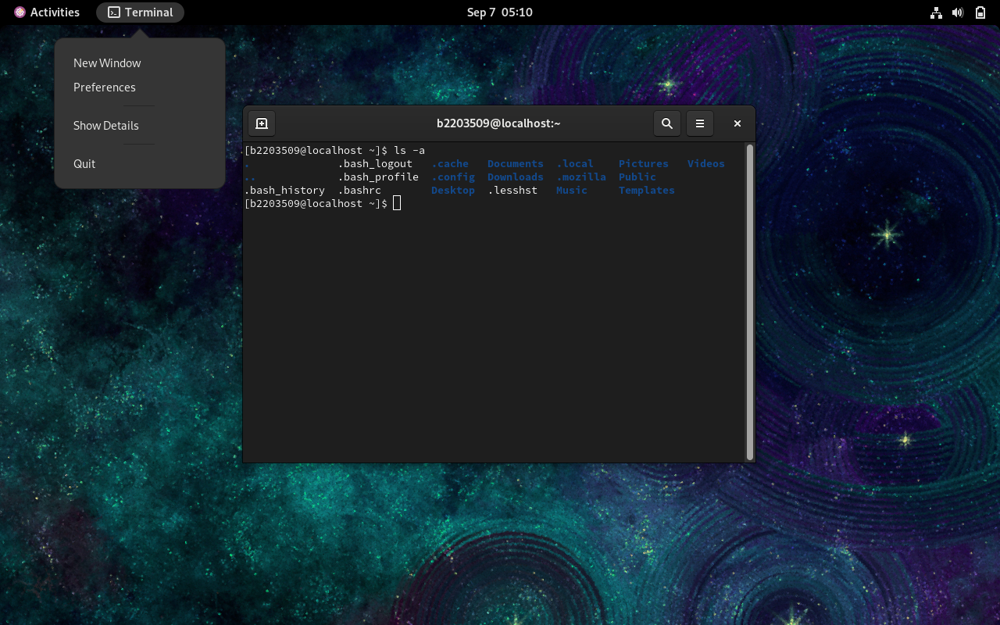 Activities Terminal Sep 7 05:10
New Window
Preferences
Show Details
Quit
b2203509@localhost:~
[b2203509@localhost ~]$ ls -a
. .bash_logout .cache Documents .local Pictures Videos
.. .bash_profile .config Downloads .mozilla Public
.bash_history .bashrc Desktop .lesshst Music Templates
[b2203509@localhost ~]$